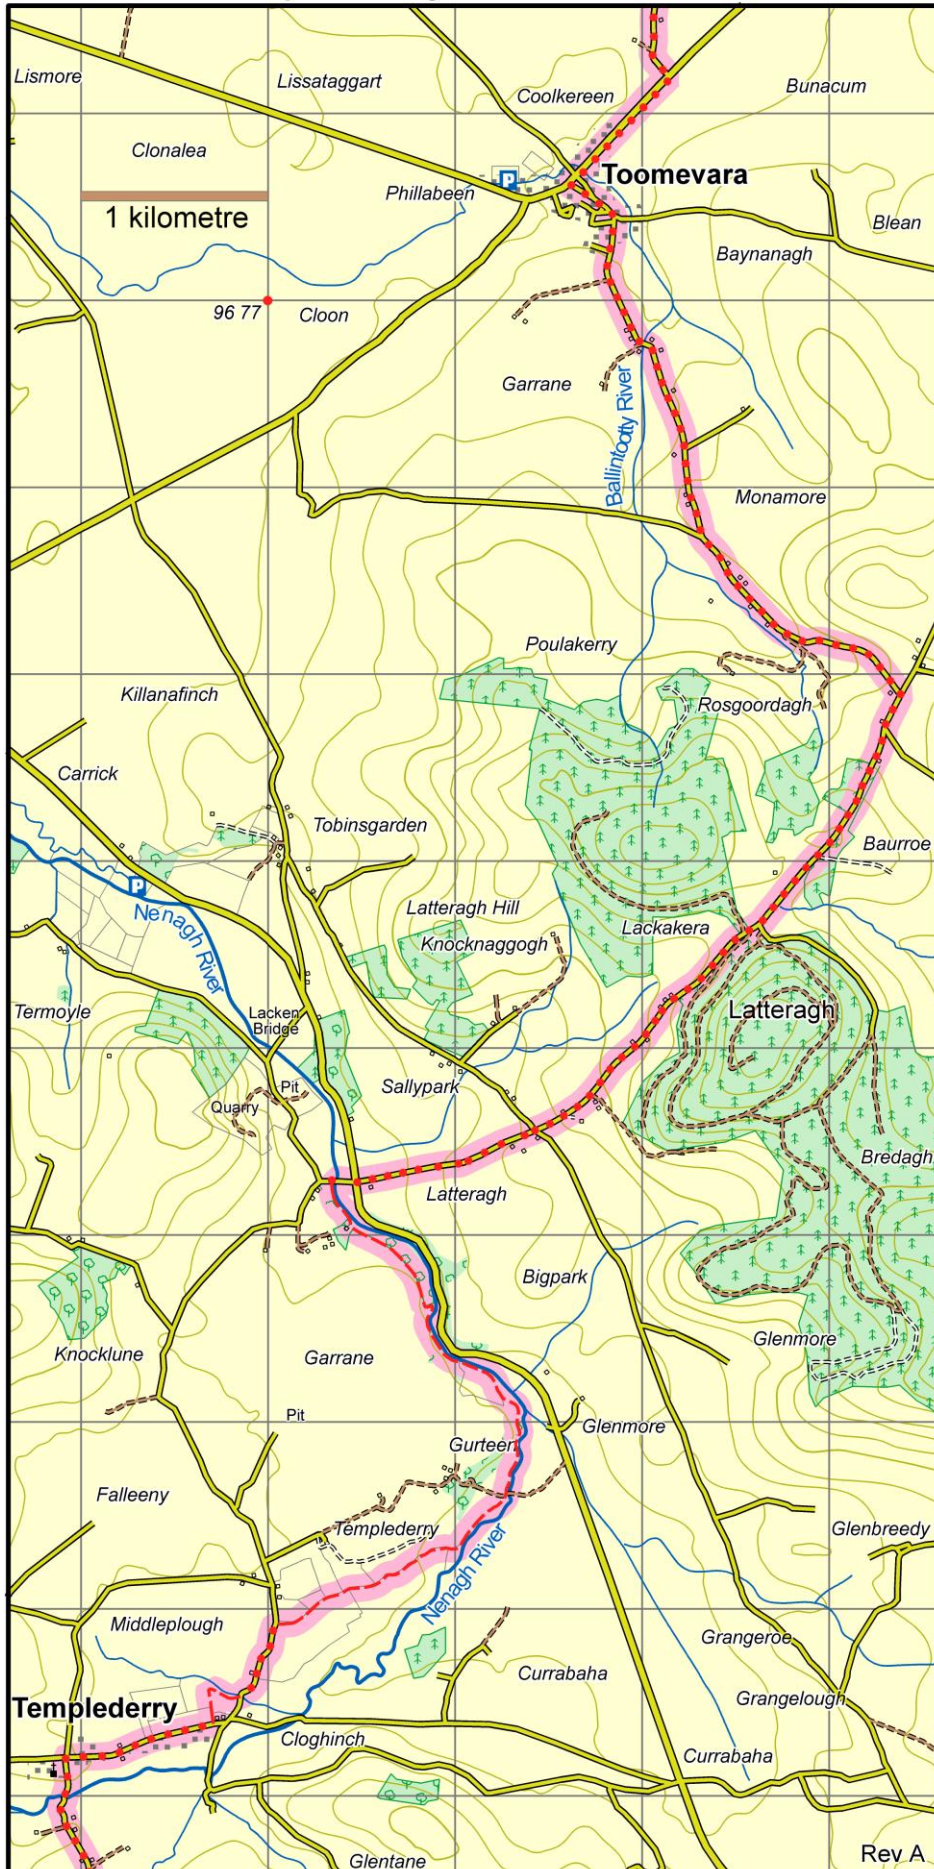 Lismore
Lissataggart
Coolkereen
Bunacum
Clonalea
P
Toomevara
Phillabeen
1 kilometre
Blean
Baynanagh
96 77
Cloon
Garrane
Ballintotty River
Monamore
Poulakerry
Killanafinch
Rosgoordagh
Carrick
Tobinsgarden
Baurroe
P
Nenagh River
Latteragh Hill
Knocknaggogh
Lackakera
Termoyle
Lacken
Bridge
Latteragh
Sallypark
Pit
Quarry
Bredagh
Latteragh
Bigpark
Knocklune
Garrane
Glenmore
Pit
Glenmore
Gurteen
Falleeny
Templederry
Glenbreedy
Nenagh River
Middleplough
Grangeroe
Currabaha
Templederry
Grangelough
Cloghinch
Currabaha
Glentane
Rev A